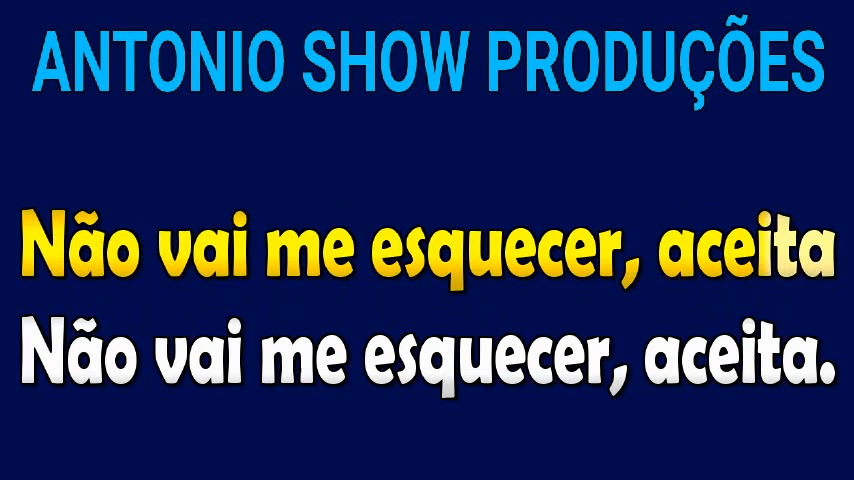 ANTONIO SHOW PRODUÇÕES
Não vai me esquecer, aceita
Não vai me esquecer, aceita.